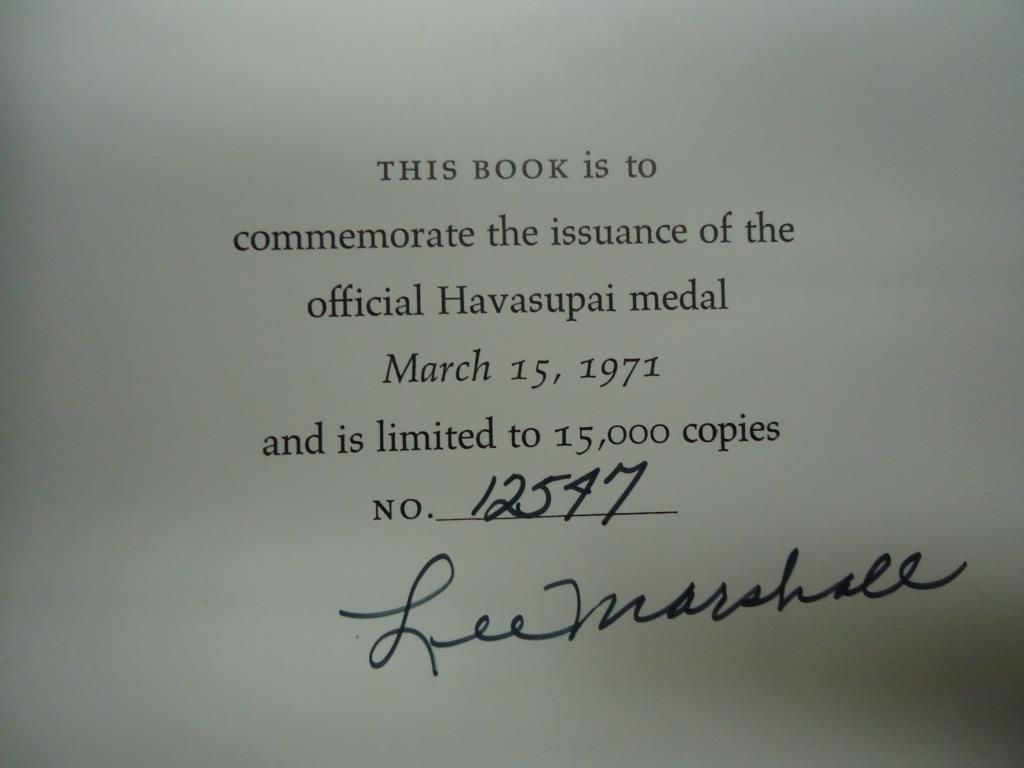 THIS BOOK is to
commemorate the issuance of the
official Havasupai medal
March 15, 1971
and is limited to 15,000 copies
NO. 12547
Lee Marshall